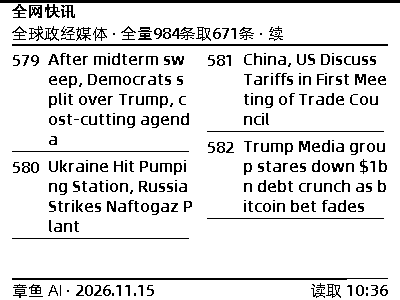 全网快讯
全球政经媒体 · 全量984条取671条 · 续
579 After midterm sw
eep, Democrats s
plit over Trump, c
ost-cutting agend
a
580 Ukraine Hit Pumpi
ng Station, Russia
Strikes Naftogaz P
lant
581 China, US Discuss
Tariffs in First Mee
ting of Trade Cou
ncil
582 Trump Media grou
p stares down $1b
n debt crunch as b
itcoin bet fades
章鱼 AI · 2026.11.15
读取 10:36